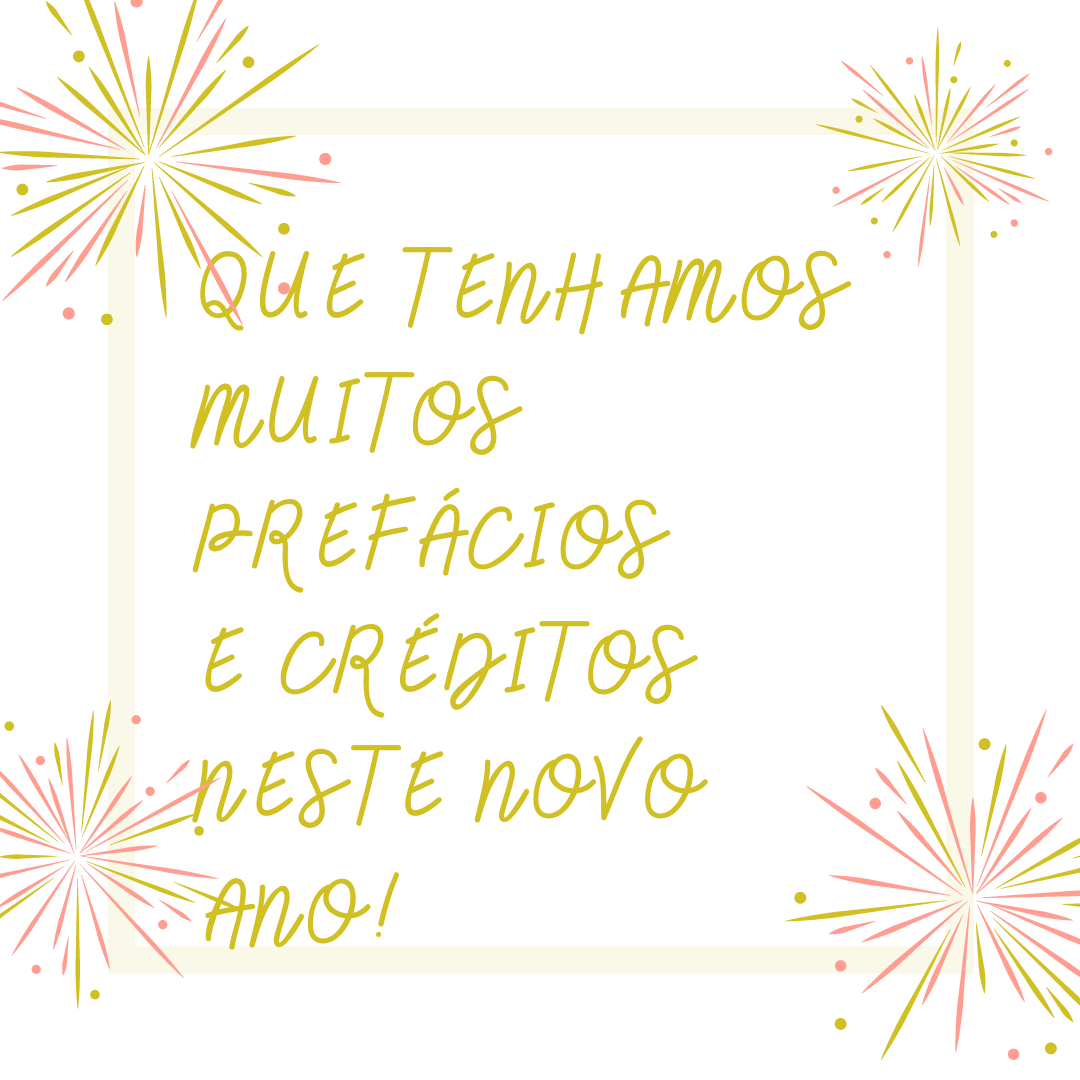 QUE TENHAMOS
MUITOS
PREFÁCIOS
E CRÉDITOS
NESTE NOVO
ANO!